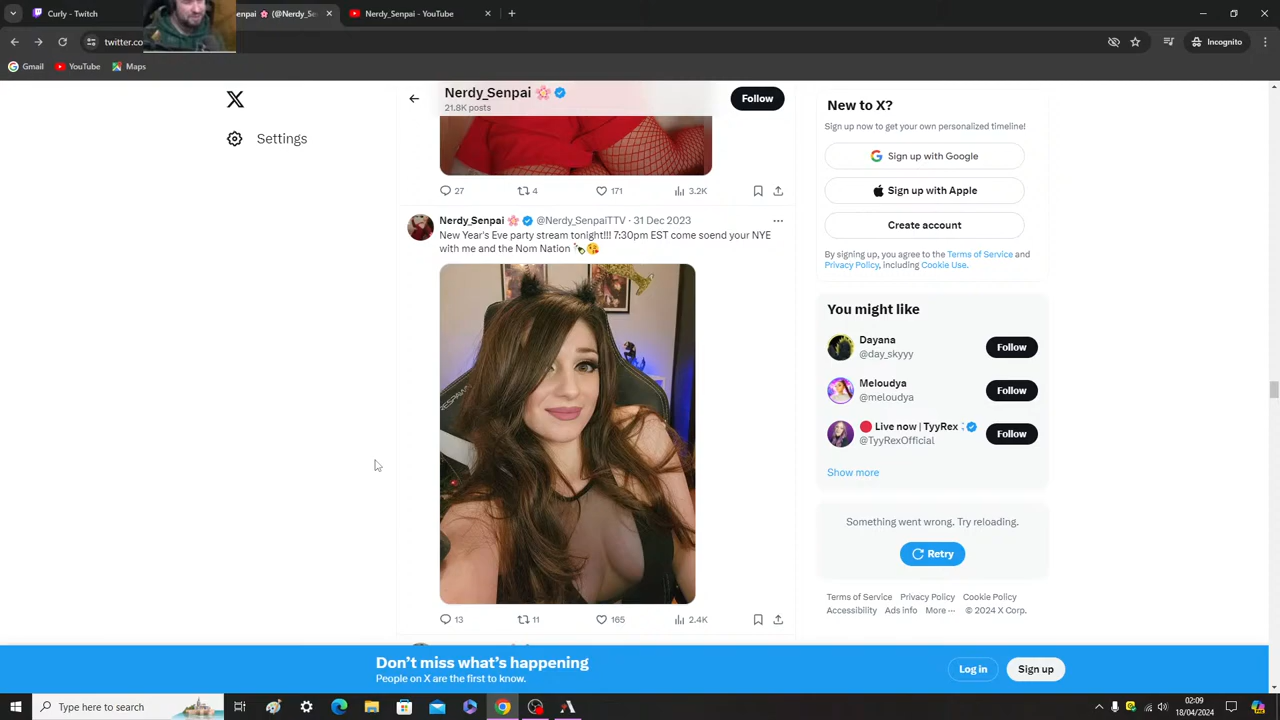 Curly - Twitch
enpai 🌸 (@Nerdy_Se
Nerdy_Senpai - YouTube
twitter.co
Incognito
Gmail
YouTube
Maps
Settings
Nerdy_Senpai 🌸
21.8K posts
Follow
27
4
171
3.2K
Nerdy_Senpai 🌸 @Nerdy_SenpaiTTV · 31 Dec 2023
New Year's Eve party stream tonight!!! 7:30pm EST come soend your NYE
with me and the Nom Nation 🍾😘
13
11
165
2.4K
New to X?
Sign up now to get your own personalized timeline!
Sign up with Google
Sign up with Apple
Create account
By signing up, you agree to the Terms of Service and
Privacy Policy, including Cookie Use.
You might like
Dayana
@day_skyyy
Follow
Meloudya
@meloudya
Follow
🔴 Live now | TyyRex
@TyyRexOfficial
Follow
Show more
Something went wrong. Try reloading.
Retry
Terms of Service Privacy Policy Cookie Policy
Accessibility Ads info More ··· © 2024 X Corp.
Don't miss what's happening
People on X are the first to know.
Log in
Sign up
Type here to search
02:09
18/04/2024